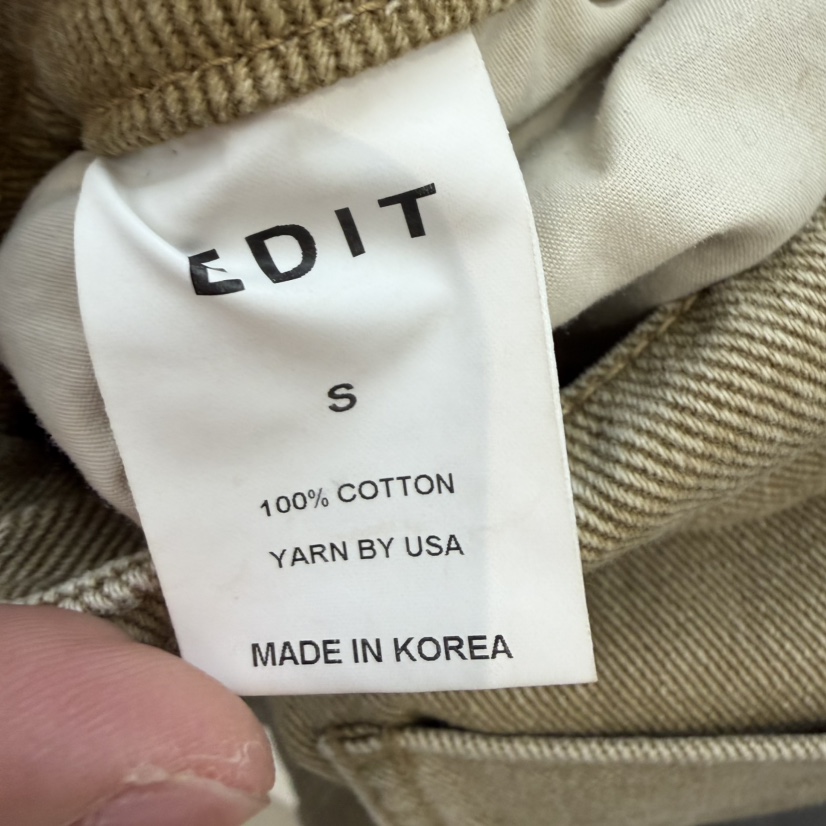 EDIT
S
100% COTTON
YARN BY USA
MADE IN KOREA